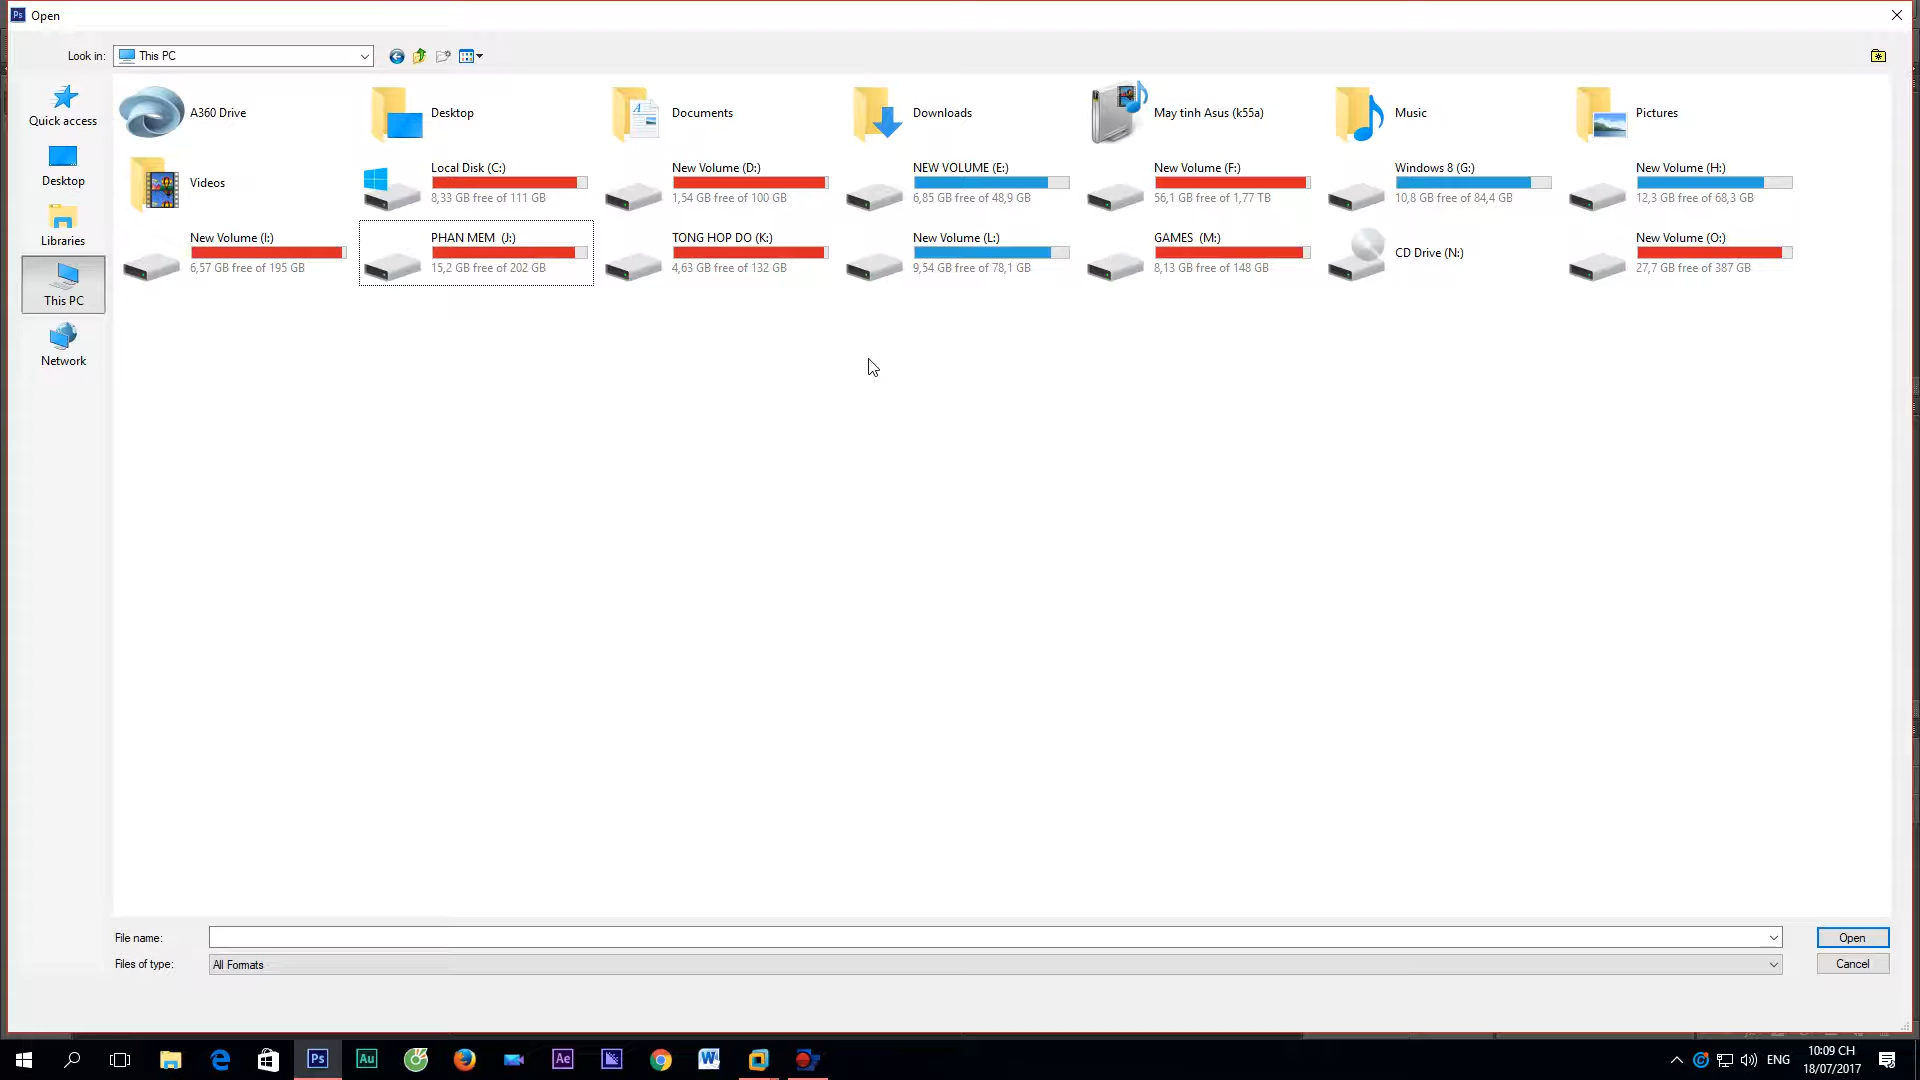 Ps Open
Look in: This PC
Quick access
Desktop
Libraries
This PC
Network
A360 Drive
Desktop
Documents
Downloads
May tinh Asus (k55a)
Music
Pictures
Videos
Local Disk (C:)
8,33 GB free of 111 GB
New Volume (D:)
1,54 GB free of 100 GB
NEW VOLUME (E:)
6,85 GB free of 48,9 GB
New Volume (F:)
56,1 GB free of 1,77 TB
Windows 8 (G:)
10,8 GB free of 84,4 GB
New Volume (H:)
12,3 GB free of 68,3 GB
New Volume (I:)
6,57 GB free of 195 GB
PHAN MEM (J:)
15,2 GB free of 202 GB
TONG HOP DO (K:)
4,63 GB free of 132 GB
New Volume (L:)
9,54 GB free of 78,1 GB
GAMES (M:)
8,13 GB free of 148 GB
CD Drive (N:)
New Volume (O:)
27,7 GB free of 387 GB
File name:
Open
Files of type: All Formats
Cancel
Ps Au Ae W
ENG
10:09 CH
18/07/2017